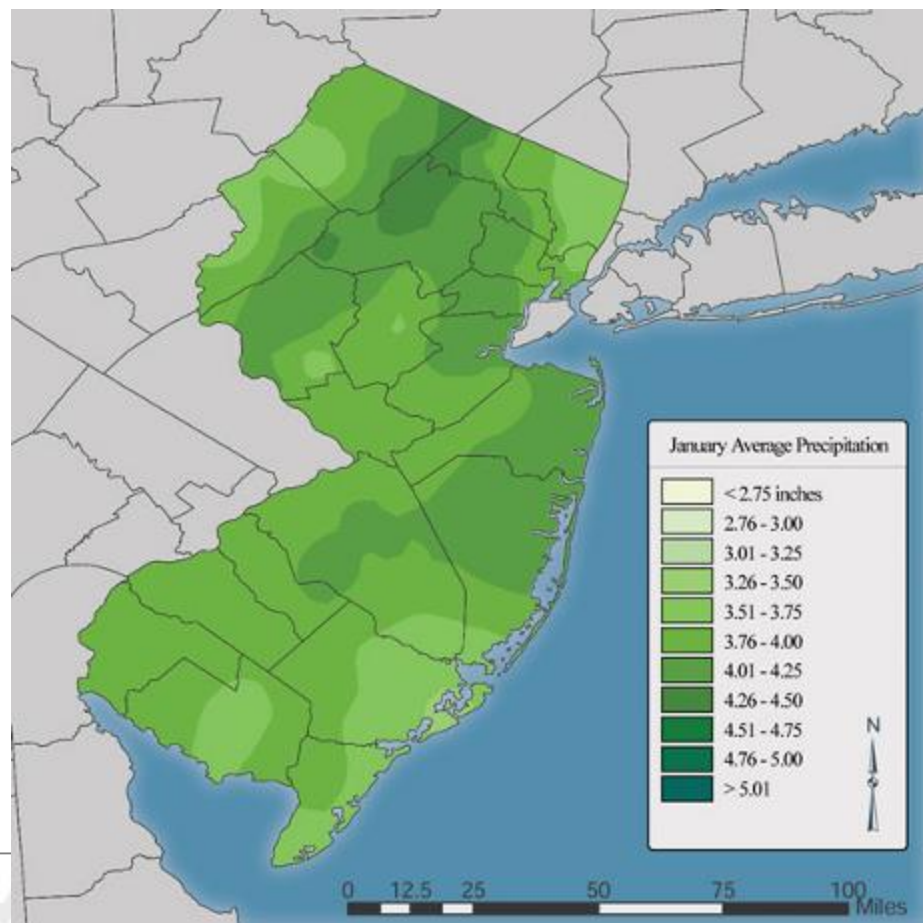 January Average Precipitation
< 2.75 inches
2.76 - 3.00
3.01 - 3.25
3.26 - 3.50
3.51 - 3.75
3.76 - 4.00
4.01 - 4.25
4.26 - 4.50
4.51 - 4.75
4.76 - 5.00
> 5.01
N
0 12.5 25 50 75 100
Miles